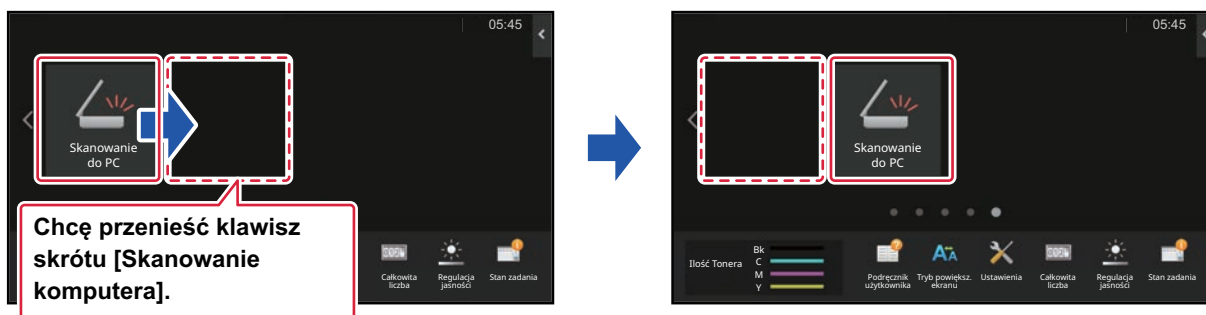 05:45
Skanowanie
do PC
Chcę przenieść klawisz
skrótu [Skanowanie
komputera].
Całkowita
liczba
Regulacja
jasności
Stan zadania
05:45
Skanowanie
do PC
Ilość Tonera
Bk
C
M
Y
Podręcznik
użytkownika
Tryb powiększ.
ekranu
Ustawienia
Całkowita
liczba
Regulacja
jasności
Stan zadania